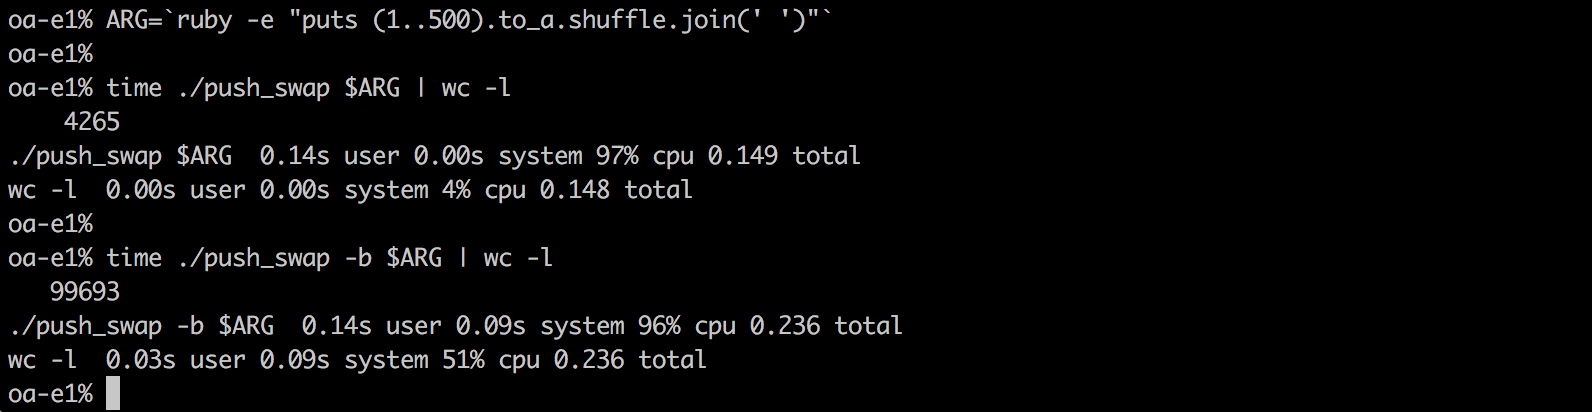 oa-e1% ARG=`ruby -e "puts (1..500).to_a.shuffle.join(' ')"`
oa-e1%
oa-e1% time ./push_swap $ARG | wc -l
    4265
./push_swap $ARG  0.14s user 0.00s system 97% cpu 0.149 total
wc -l  0.00s user 0.00s system 4% cpu 0.148 total
oa-e1%
oa-e1% time ./push_swap -b $ARG | wc -l
   99693
./push_swap -b $ARG  0.14s user 0.09s system 96% cpu 0.236 total
wc -l  0.03s user 0.09s system 51% cpu 0.236 total
oa-e1%